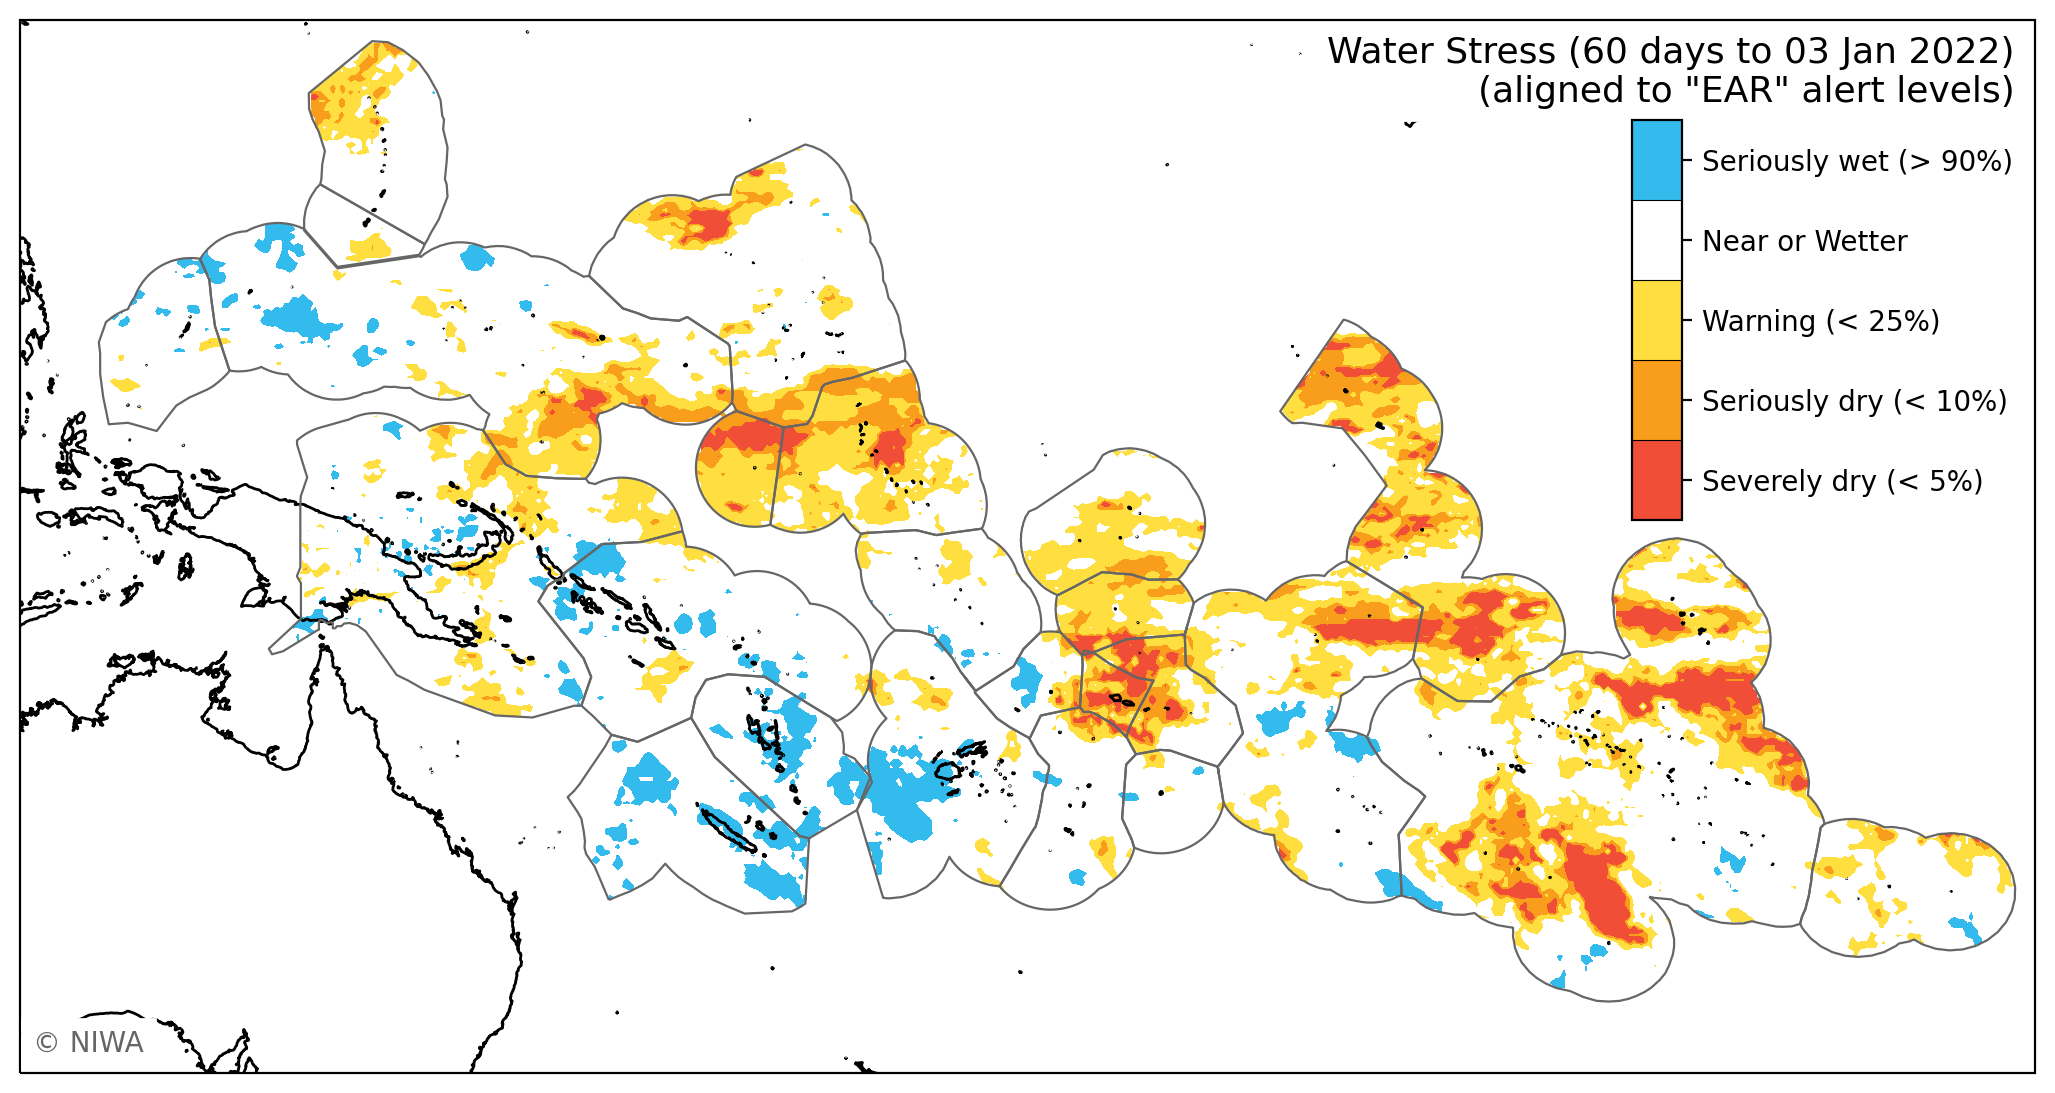 Water Stress (60 days to 03 Jan 2022)
(aligned to "EAR" alert levels)
Seriously wet (> 90%)
Near or Wetter
Warning (< 25%)
Seriously dry (< 10%)
Severely dry (< 5%)
© NIWA